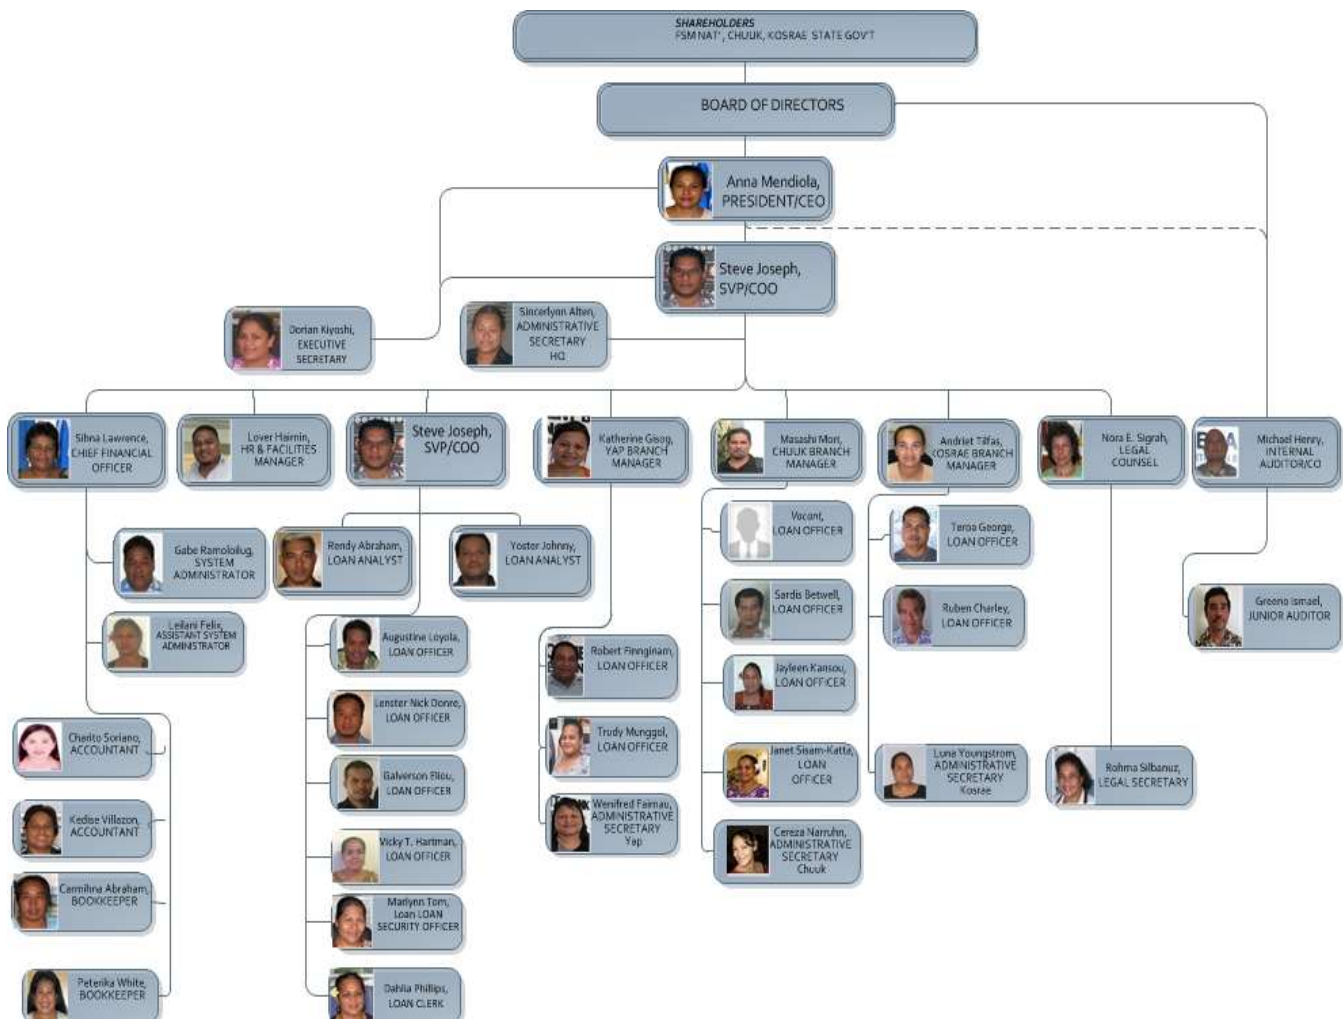 SHAREHOLDERS
FSM NAT', CHUUK, KOSRAE STATE GOV'T
BOARD OF DIRECTORS
Anna Mendiola,
PRESIDENT/CEO
Steve Joseph,
SVP/COO
Dorian Kiyoshi,
EXECUTIVE
SECRETARY
Sincerlynn Alten,
ADMINISTRATIVE
SECRETARY
HQ
Sihna Lawrence,
CHIEF FINANCIAL
OFFICER
Lover Hairnin,
HR & FACILITIES
MANAGER
Steve Joseph,
SVP/COO
Katherine Gisog,
YAP BRANCH
MANAGER
Masashi Mori,
CHUUK BRANCH
MANAGER
Andriet Tilfas,
KOSRAE BRANCH
MANAGER
Nora E. Sigrah,
LEGAL
COUNSEL
Michael Henry,
INTERNAL
AUDITOR/CO
Gabe Ramoloilug,
SYSTEM
ADMINISTRATOR
Leilani Felix,
ASSISTANT SYSTEM
ADMINISTRATOR
Charito Soriano,
ACCOUNTANT
Kedise Villazon,
ACCOUNTANT
Carmihna Abraham,
BOOKKEEPER
Peterika White,
BOOKKEEPER
Rendy Abraham,
LOAN ANALYST
Yoster Johnny,
LOAN ANALYST
Augustine Loyola,
LOAN OFFICER
Lenster Nick Donre,
LOAN OFFICER
Galverson Eliou,
LOAN OFFICER
Vicky T. Hartman,
LOAN OFFICER
Marlynn Tom,
Loan LOAN
SECURITY OFFICER
Dahlia Phillips,
LOAN CLERK
Robert Finnginam,
LOAN OFFICER
Trudy Munggol,
LOAN OFFICER
Wenifred Faimau,
ADMINISTRATIVE
SECRETARY
Yap
Vacant,
LOAN OFFICER
Sardis Betwell,
LOAN OFFICER
Jayleen Kansou,
LOAN OFFICER
Janet Sisam-Katta,
LOAN
OFFICER
Cereza Narruhn,
ADMINISTRATIVE
SECRETARY
Chuuk
Teroa George,
LOAN OFFICER
Ruben Charley,
LOAN OFFICER
Luna Youngstrom,
ADMINISTRATIVE
SECRETARY
Kosrae
Rohma Silbanuz,
LEGAL SECRETARY
Greeno Ismael,
JUNIOR AUDITOR